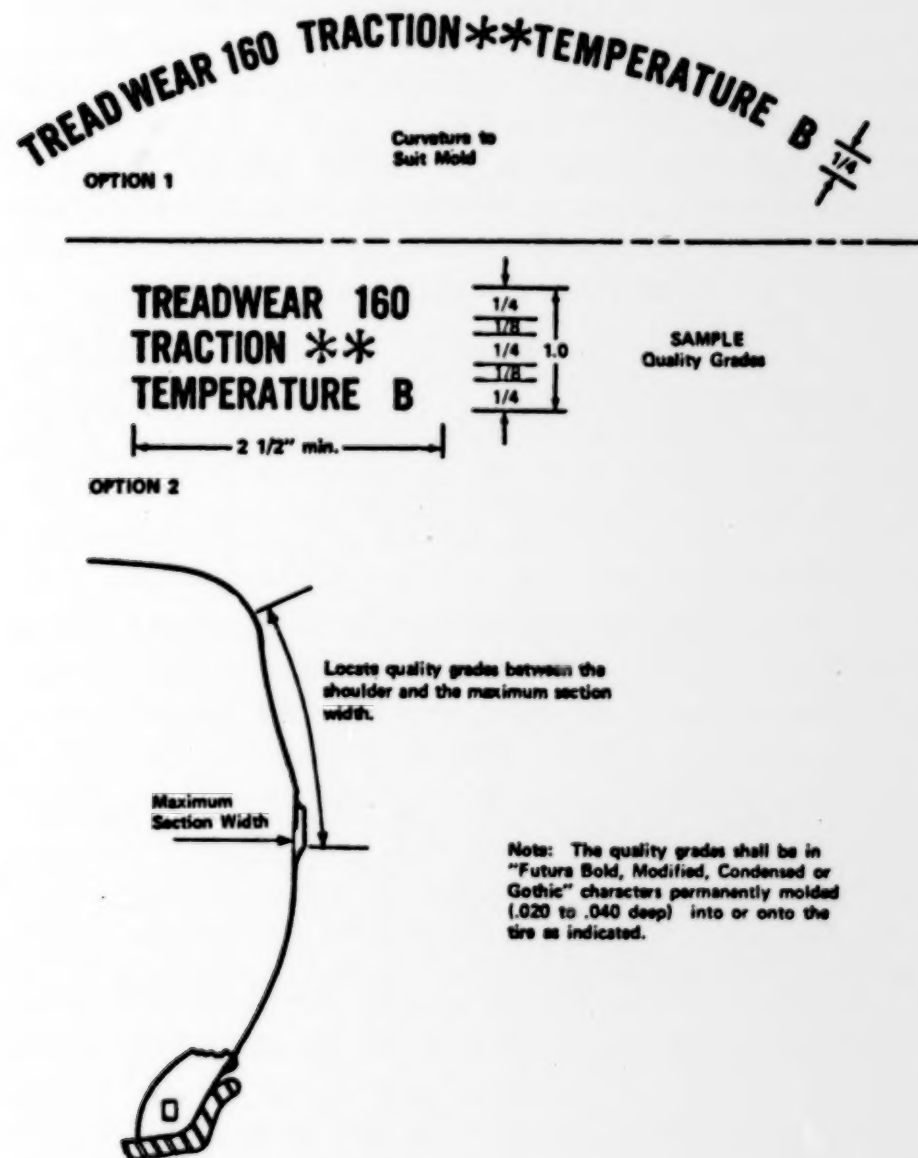 TREADWEAR 160 TRACTION**TEMPERATURE B
1/4
Curveture to
Suit Mold
OPTION 1
TREADWEAR 160
TRACTION **
TEMPERATURE B
1/4
1/8
1/4
1/8
1/4
1.0
SAMPLE
Quality Grades
2 1/2" min.
OPTION 2
Locate quality grades between the
shoulder and the maximum section
width.
Maximum
Section Width
Note: The quality grades shall be in
"Futura Bold, Modified, Condensed or
Gothic" characters permanently molded
(.020 to .040 deep) into or onto the
tire as indicated.